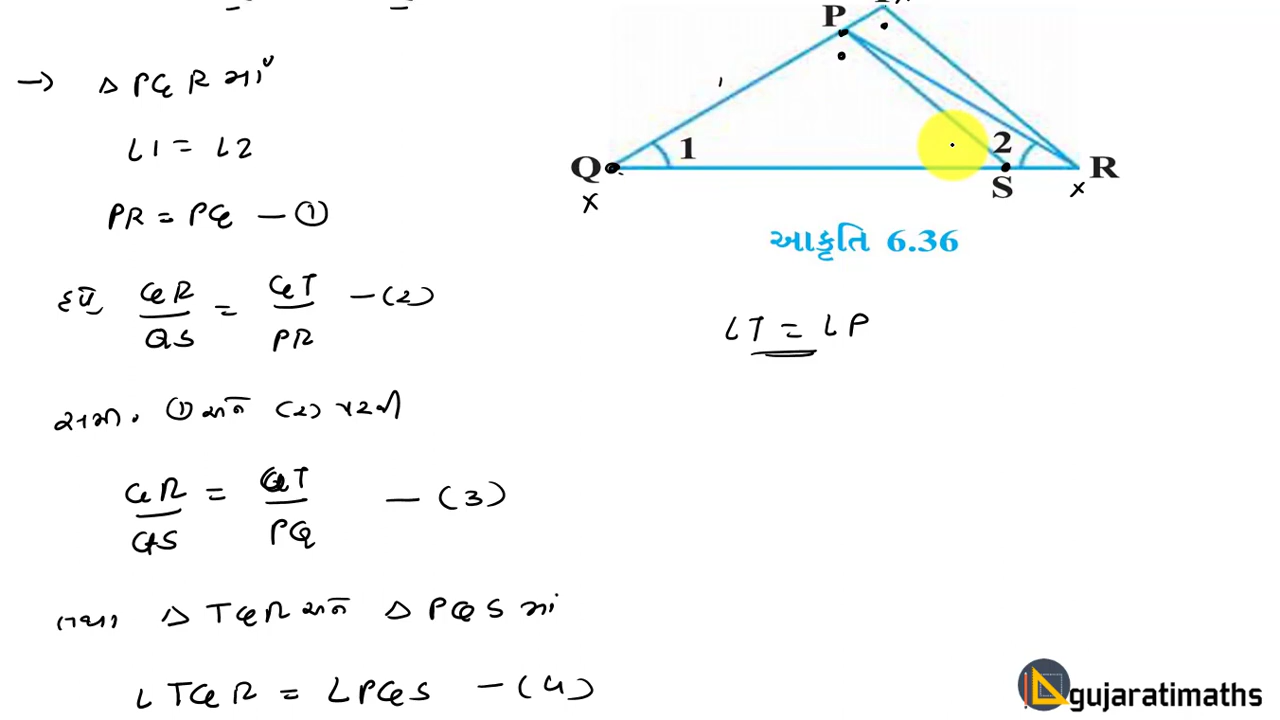 → △ PQR માં
∠1 = ∠2
PR = PQ — ①
હવે QR/QS = QT/PR — (2)
સમી. ① અને (2) પરથી
QR/QS = QT/PQ — (3)
તથા △ TQR અને △ PQS માં
∠TQR = ∠PQS — (4)
P
Q 1 2 R
S
x x
આકૃતિ 6.36
∠T = ∠P
gujaratimaths